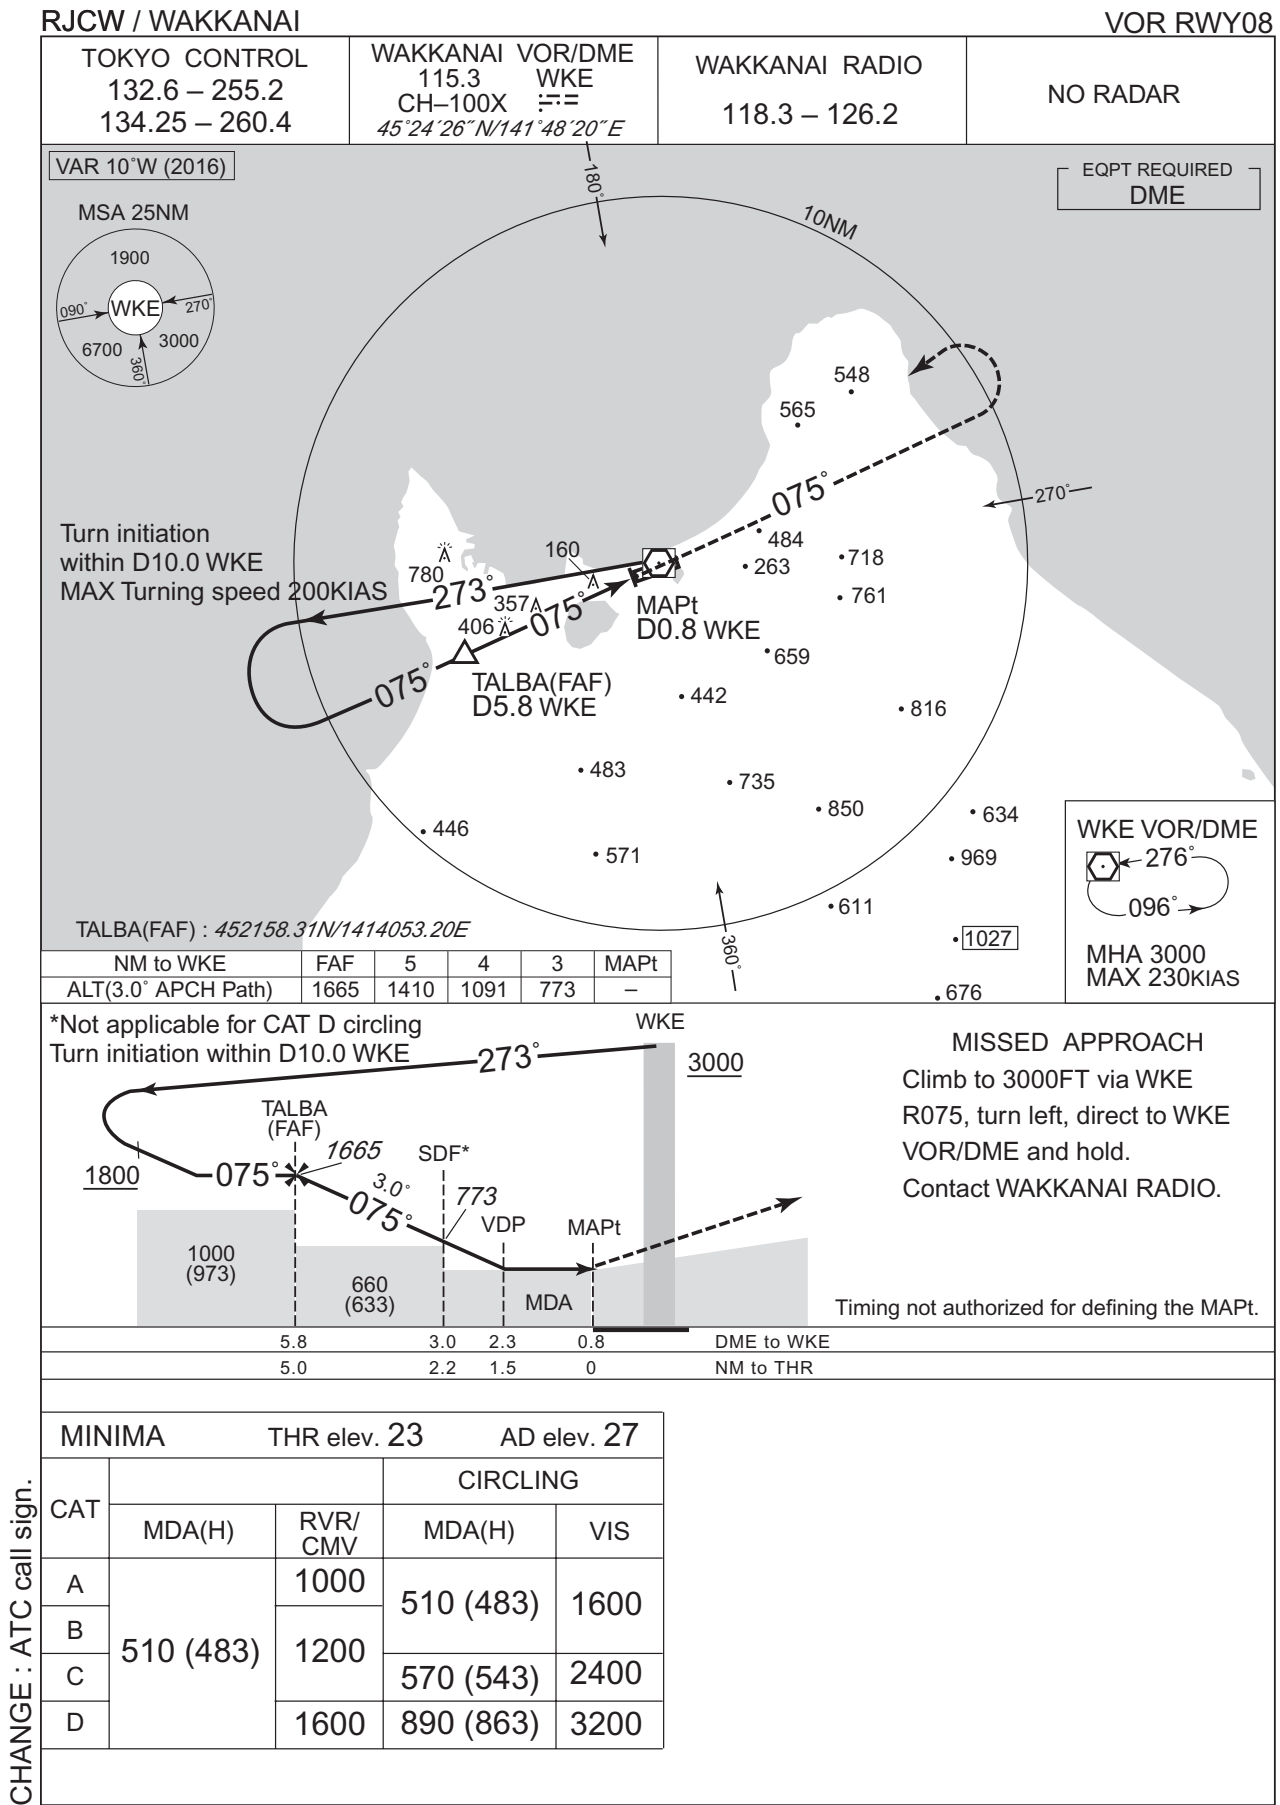 RJCW / WAKKANAI
VOR RWY08
TOKYO CONTROL
132.6 – 255.2
134.25 – 260.4
WAKKANAI VOR/DME
115.3 WKE
CH–100X
45˚24´26˝N/141˚48´20˝E
WAKKANAI RADIO
118.3 – 126.2
NO RADAR
VAR 10˚W (2016)
EQPT REQUIRED
DME
MSA 25NM
1900
090˚
WKE
270˚
6700
3000
360˚
180˚
10NM
548
565
075˚
270˚
Turn initiation
within D10.0 WKE
MAX Turning speed 200KIAS
780
273˚
160
357
406
075˚
075˚
484
263
718
761
MAPt
D0.8 WKE
659
TALBA(FAF)
D5.8 WKE
442
816
483
735
850
634
446
571
969
611
1027
676
360˚
WKE VOR/DME
276˚
096˚
MHA 3000
MAX 230KIAS
TALBA(FAF) : 452158.31N/1414053.20E
NM to WKE FAF 5 4 3 MAPt
ALT(3.0˚ APCH Path) 1665 1410 1091 773 –
*Not applicable for CAT D circling
Turn initiation within D10.0 WKE
273˚
WKE
3000
TALBA
(FAF)
1665
SDF*
1800
075˚
3.0˚
075˚
773
VDP
MAPt
1000
(973)
660
(633)
MDA
MISSED APPROACH
Climb to 3000FT via WKE
R075, turn left, direct to WKE
VOR/DME and hold.
Contact WAKKANAI RADIO.
Timing not authorized for defining the MAPt.
5.8 3.0 2.3 0.8 DME to WKE
5.0 2.2 1.5 0 NM to THR
MINIMA THR elev. 23 AD elev. 27
CAT
CIRCLING
MDA(H)
RVR/
CMV
MDA(H)
VIS
A
B
C
D
510 (483)
1000
1200
1600
510 (483)
1600
570 (543)
2400
890 (863)
3200
CHANGE : ATC call sign.